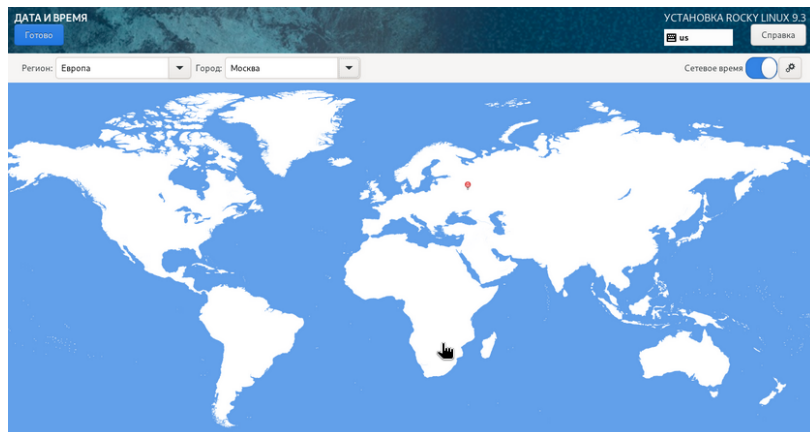 ДАТА И ВРЕМЯ
УСТАНОВКА ROCKY LINUX 9.3
Готово
us
Справка
Регион: Европа Город: Москва Сетевое время